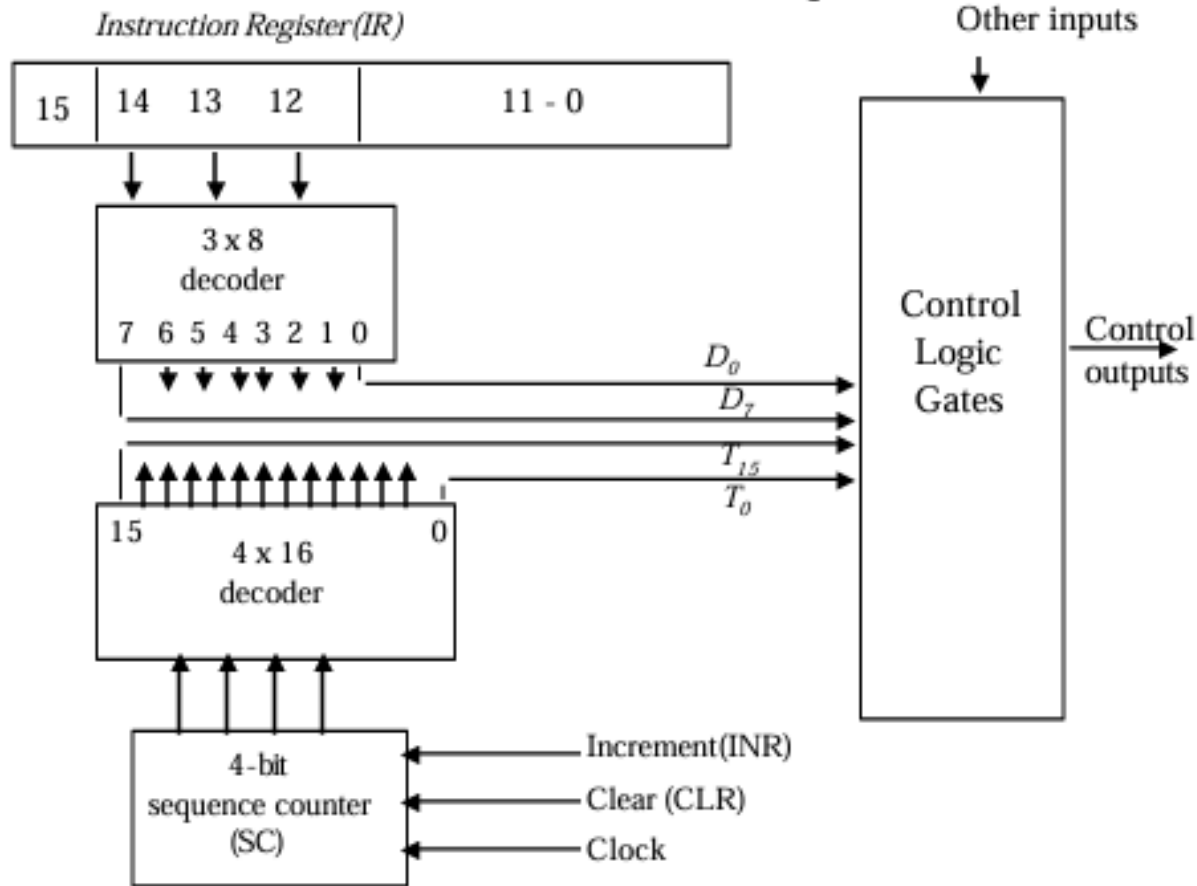 Instruction Register(IR)
Other inputs
15 14 13 12 11 - 0
3 x 8
decoder
7 6 5 4 3 2 1 0
D0
D7
T15
T0
Control
Logic
Gates
Control
outputs
15 0
4 x 16
decoder
4-bit
sequence counter
(SC)
Increment(INR)
Clear (CLR)
Clock